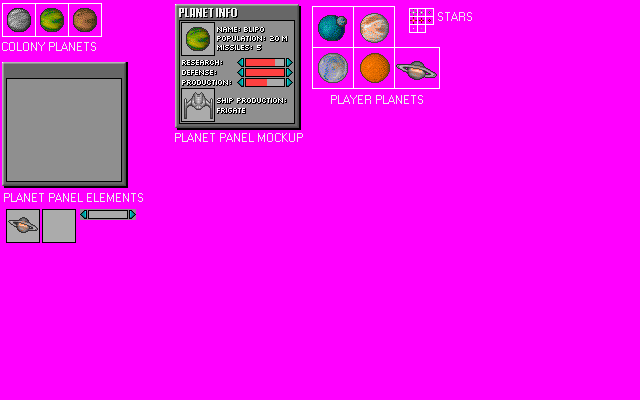 COLONY PLANETS
PLANET INFO
NAME: BLIPO
POPULATION: 20 M
MISSILES: 5
RESEARCH:
DEFENSE:
PRODUCTION:
SHIP PRODUCTION:
FRIGATE
PLANET PANEL MOCKUP
PLAYER PLANETS
STARS
PLANET PANEL ELEMENTS